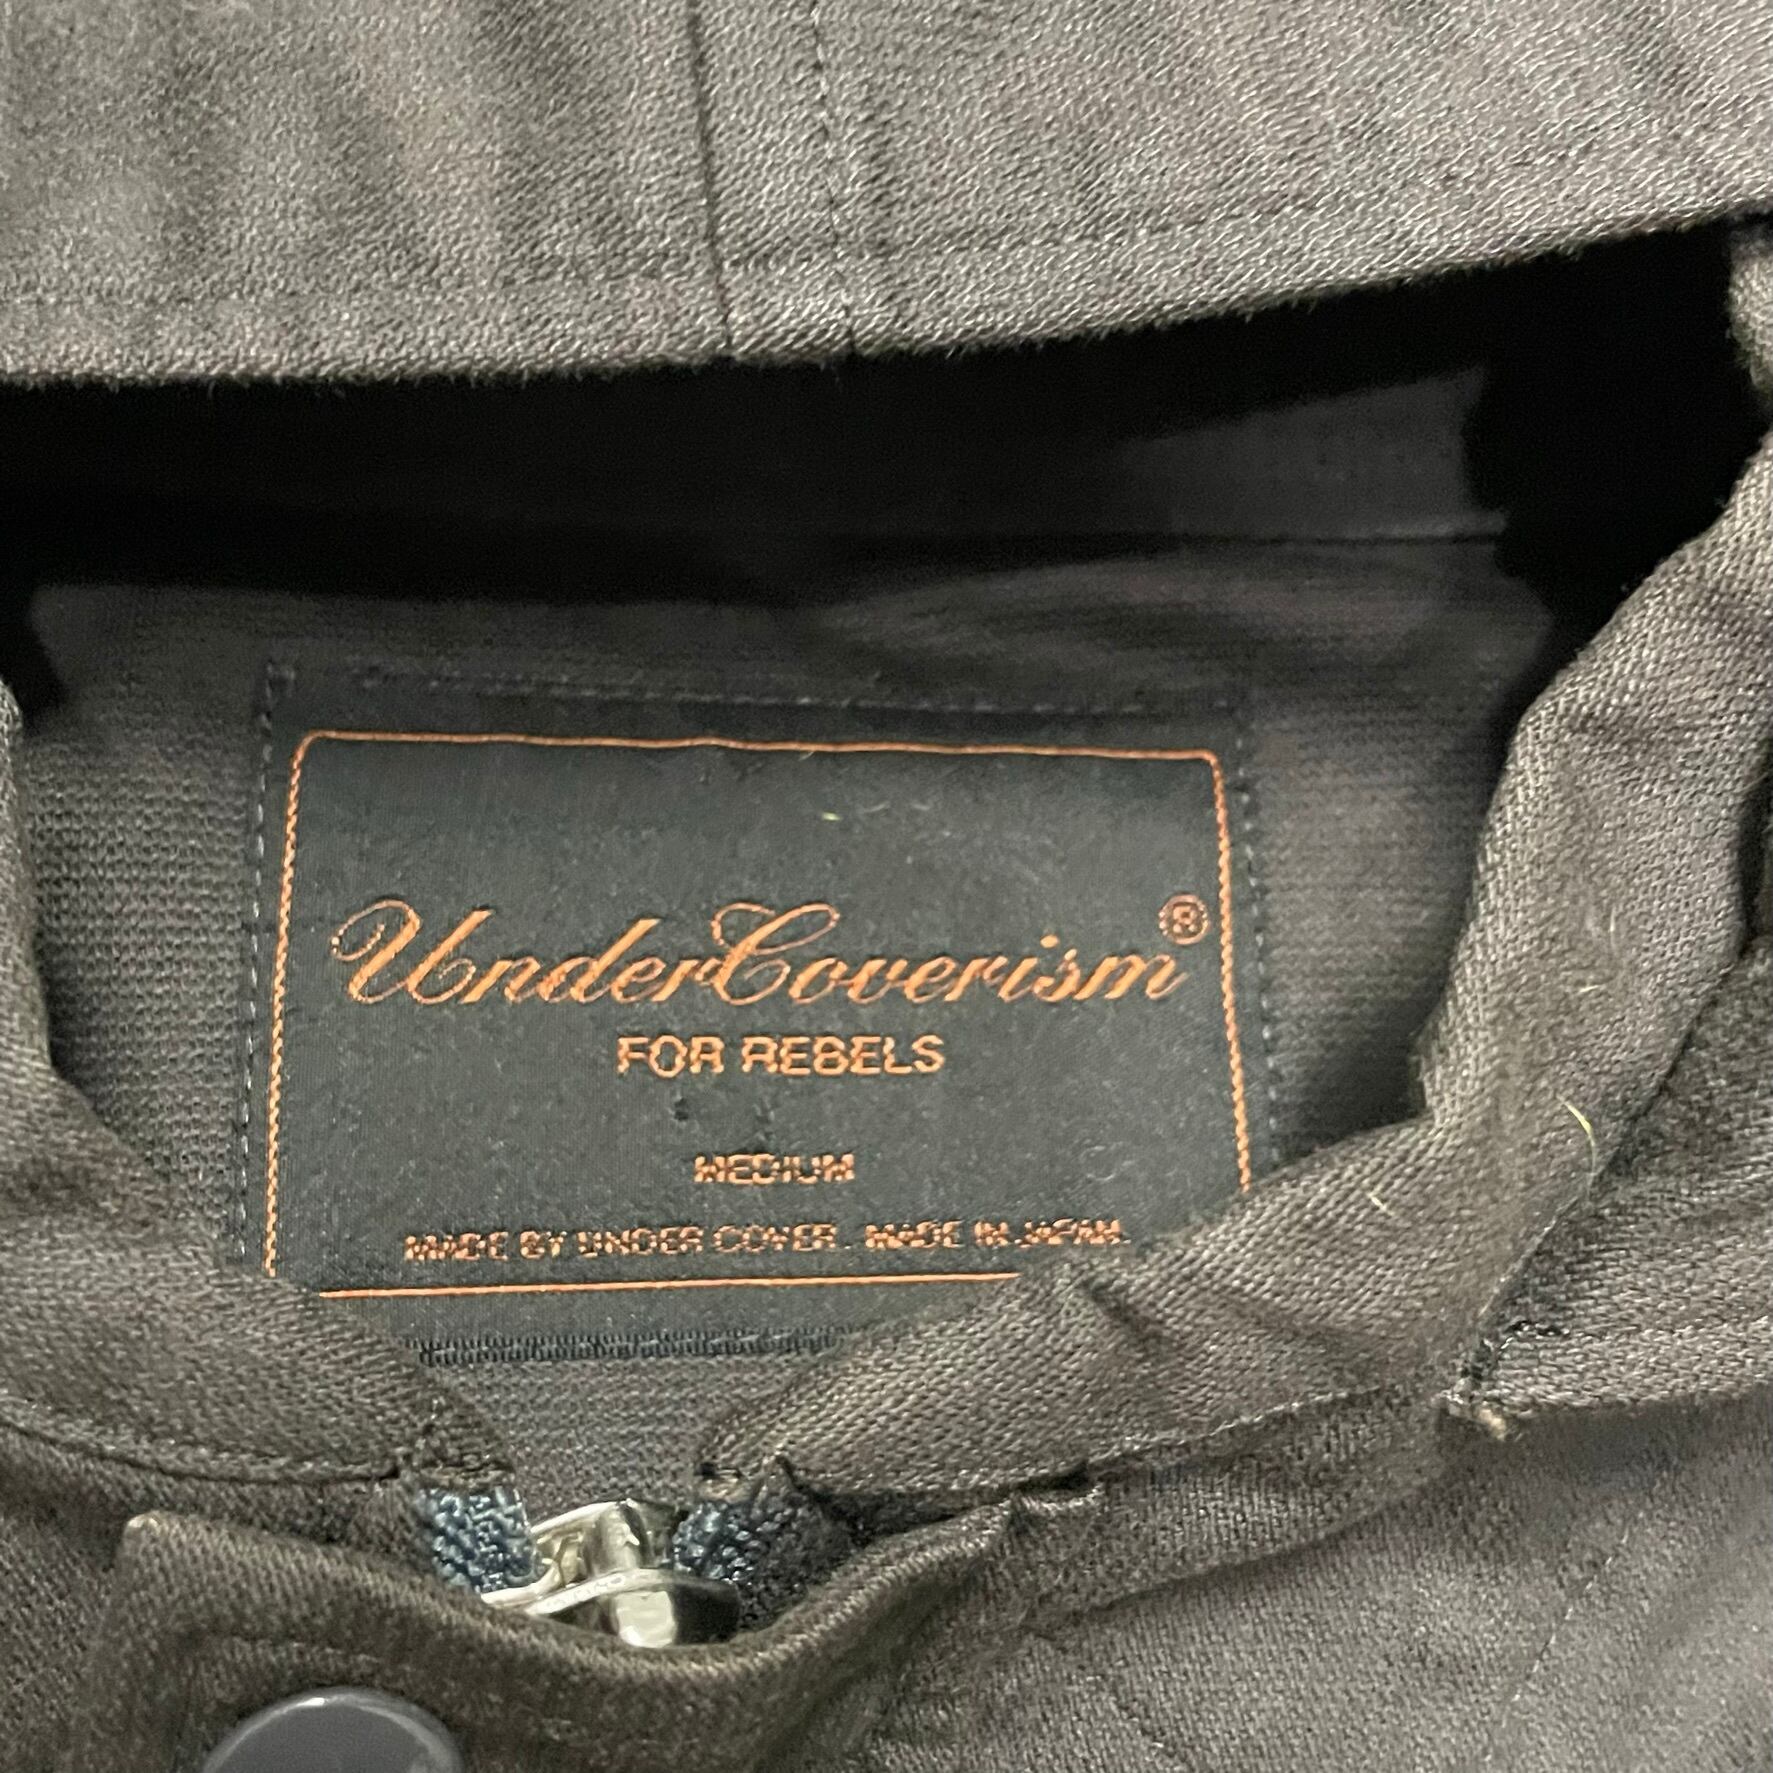 UnderCoverism®
FOR REBELS
MEDIUM
MADE BY UNDER COVER. MADE IN JAPAN.